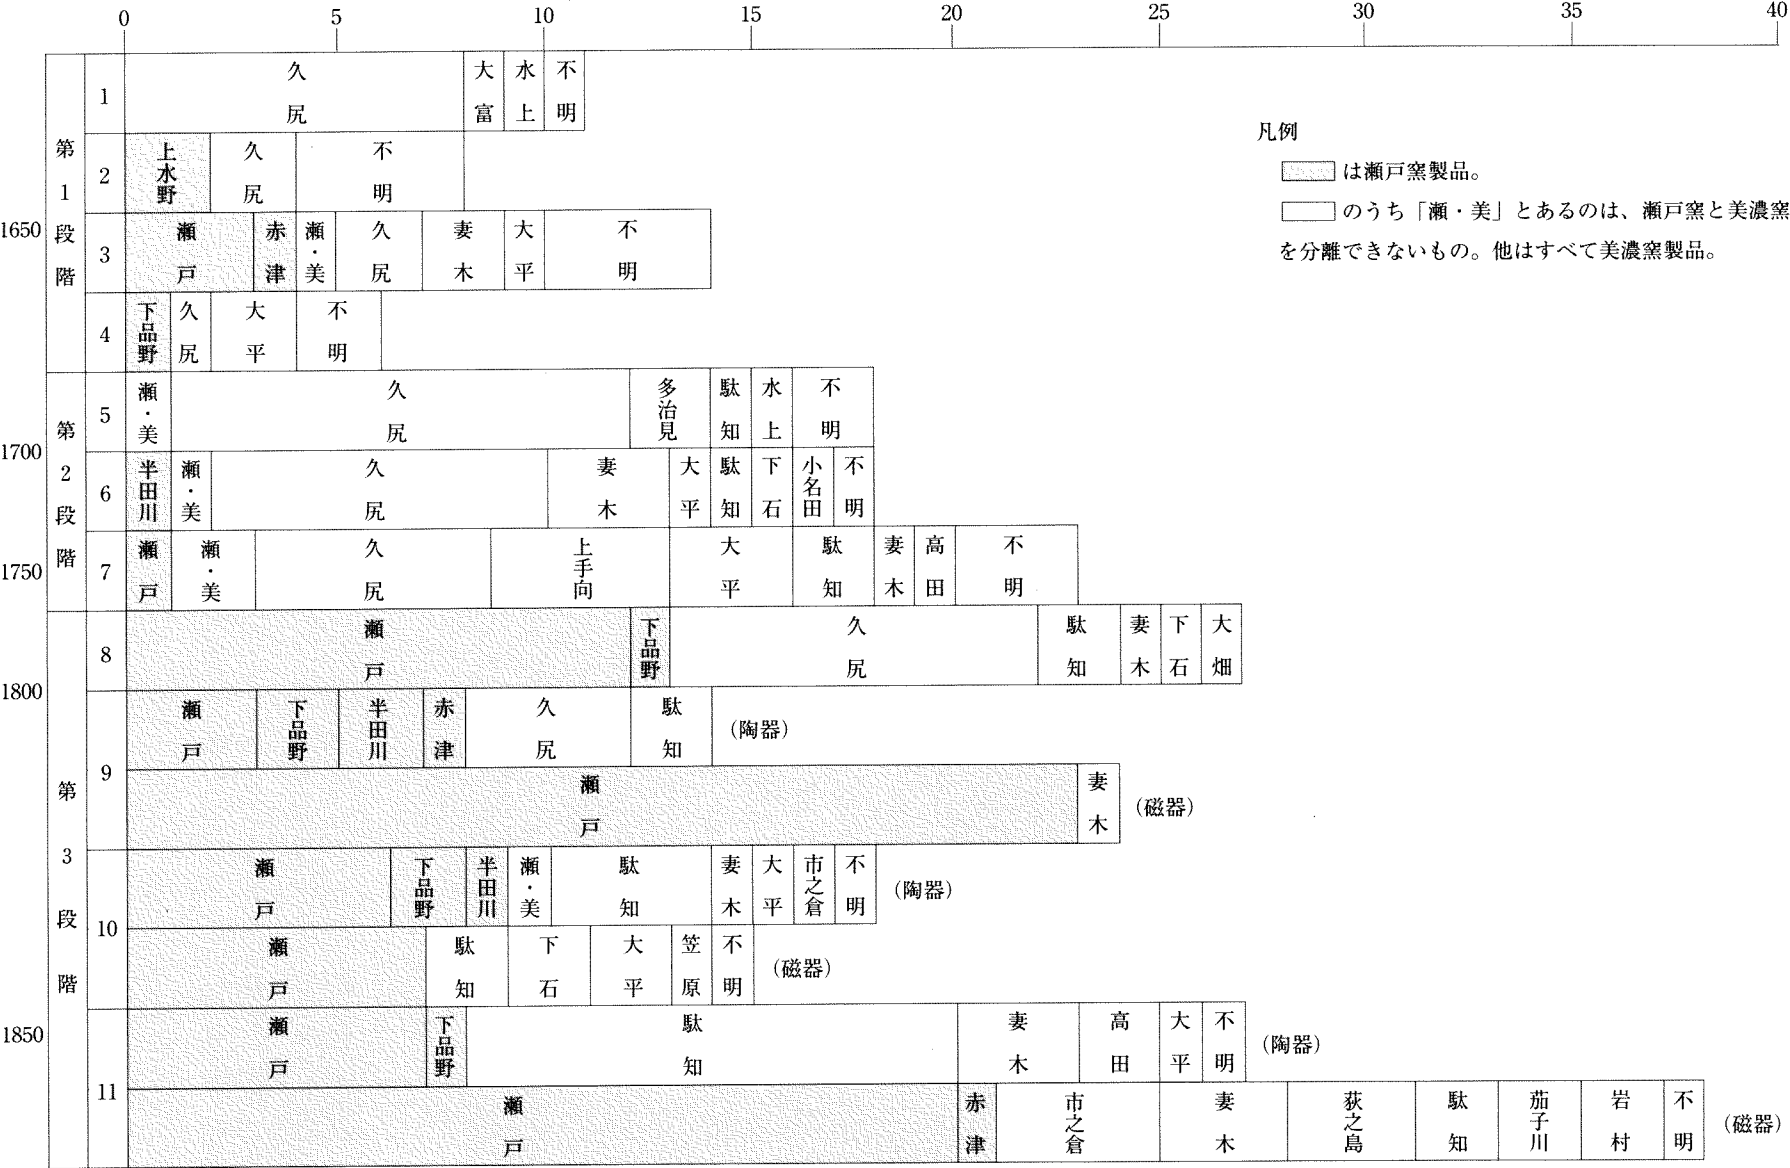 0 5 10 15 20 25 30 35 40
第1段階
1 久尻 大富 水上 不明
2 上水野 久尻 不明
1650
3 瀬戸 赤津 瀬・美 久尻 妻木 大平 不明
4 下品野 久尻 大平 不明
凡例
は瀬戸窯製品。
のうち「瀬・美」とあるのは、瀬戸窯と美濃窯
を分離できないもの。他はすべて美濃窯製品。
第2段階
5 瀬・美 久尻 多治見 駄知 水上 不明
1700
6 半田川 瀬・美 久尻 妻木 大平 駄知 下石 小名田 不明
1750
7 瀬戸 瀬・美 久尻 上手向 大平 駄知 妻木 高田 不明
第3段階
8 瀬戸 下品野 久尻 駄知 妻木 下石 大畑
1800
9 瀬戸 下品野 半田川 赤津 久尻 駄知 (陶器)
瀬戸 妻木 (磁器)
10 瀬戸 下品野 半田川 瀬・美 駄知 妻木 大平 市之倉 不明 (陶器)
瀬戸 駄知 下石 大平 笠原 不明 (磁器)
1850
11 瀬戸 下品野 駄知 妻木 高田 大平 不明 (陶器)
瀬戸 赤津 市之倉 妻木 荻之島 駄知 茄子川 岩村 不明 (磁器)